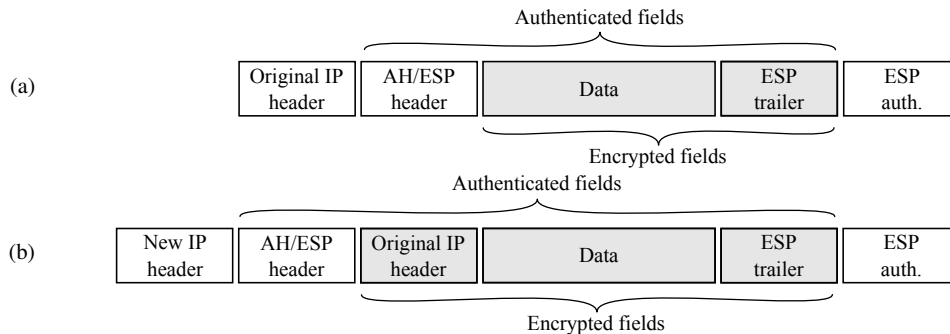 Authenticated fields
(a)
Original IP
header
AH/ESP
header
Data
ESP
trailer
ESP
auth.
Encrypted fields
Authenticated fields
(b)
New IP
header
AH/ESP
header
Original IP
header
Data
ESP
trailer
ESP
auth.
Encrypted fields